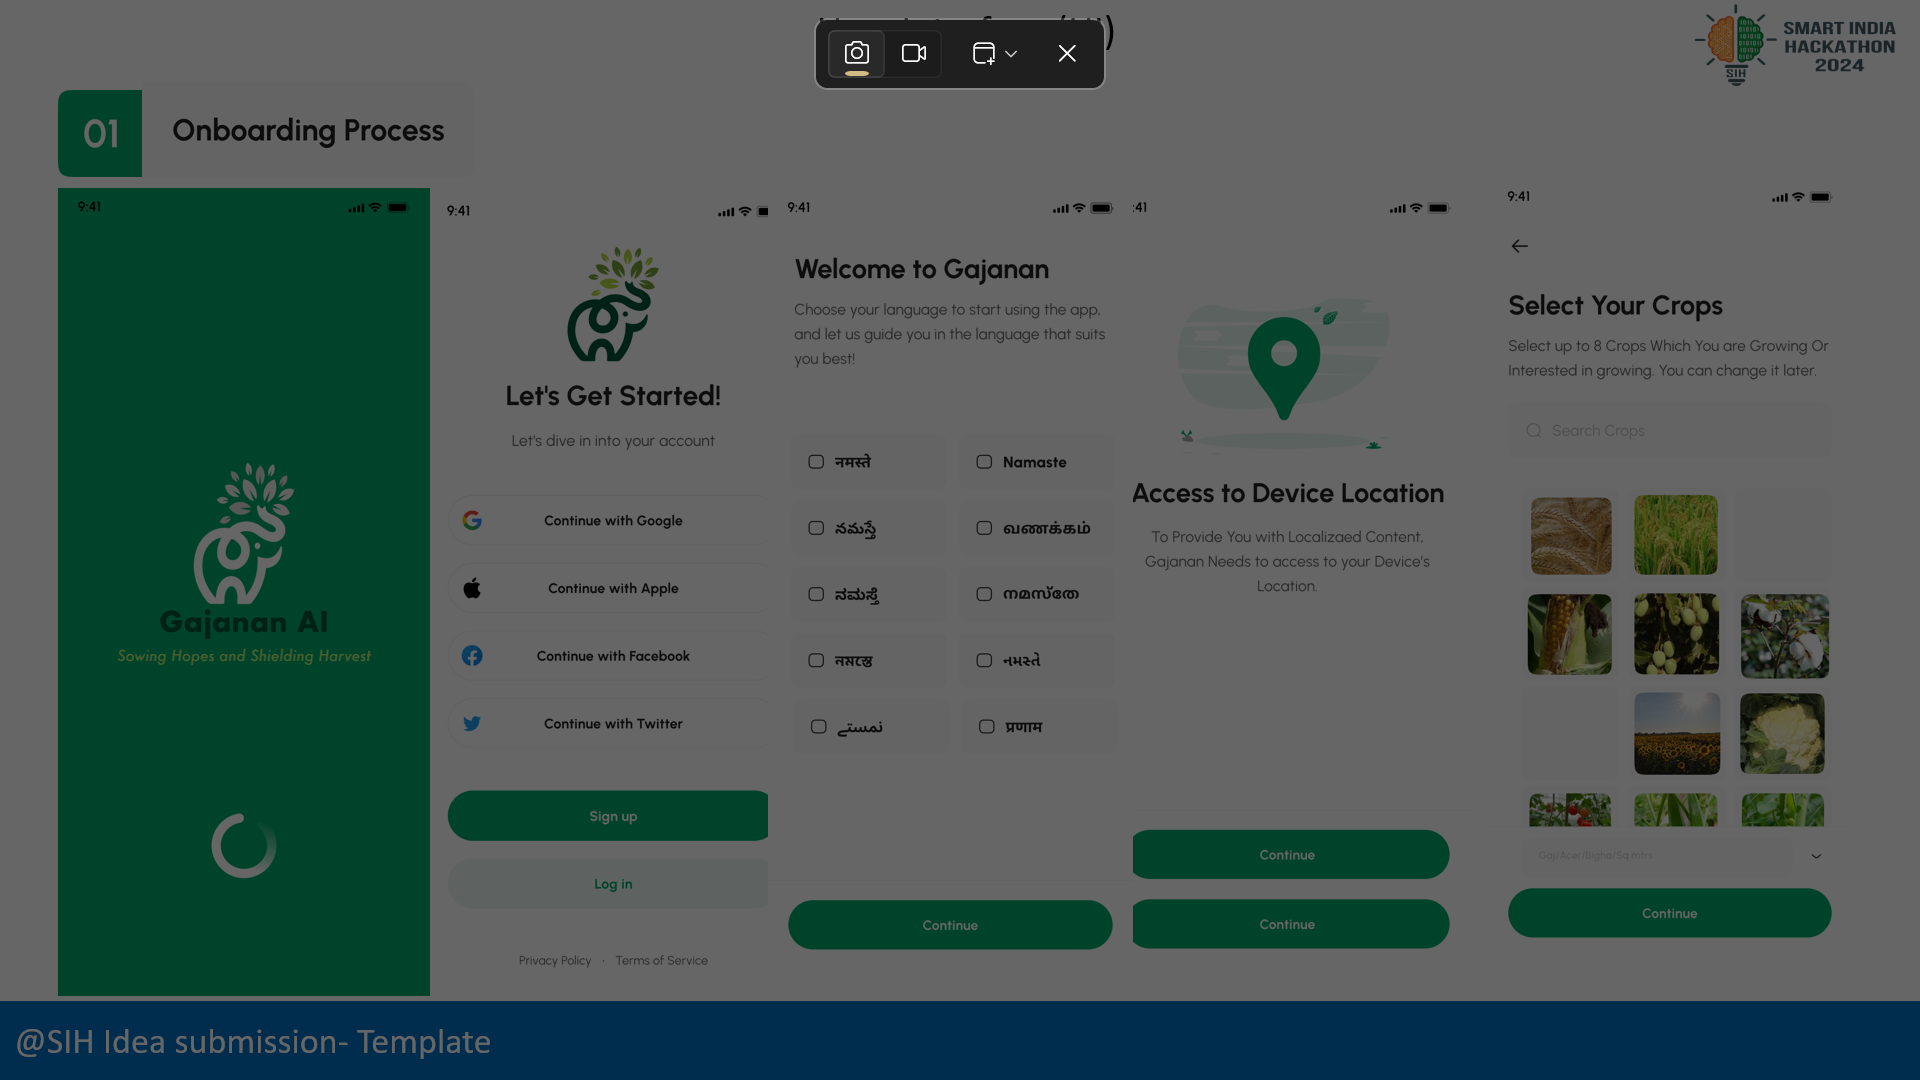 SMART INDIA
HACKATHON
2024
SIH
01
Onboarding Process
9:41
Gajanan AI
Sowing Hopes and Shielding Harvest
9:41
Let's Get Started!
Let's dive in into your account
Continue with Google
Continue with Apple
Continue with Facebook
Continue with Twitter
Sign up
Log in
Privacy Policy · Terms of Service
9:41
Welcome to Gajanan
Choose your language to start using the app,
and let us guide you in the language that suits
you best!
नमस्ते
Namaste
నమస్తే
வணக்கம்
ನಮಸ್ತೆ
നമസ്തേ
নমস্তে
નમસ્તે
نمستے
प्रणाम
Continue
:41
Access to Device Location
To Provide You with Localizaed Content,
Gajanan Needs to access to your Device's
Location.
Continue
Continue
9:41
Select Your Crops
Select up to 8 Crops Which You are Growing Or
Interested in growing. You can change it later.
Search Crops
Gaj/Acer/Bigha/Sq.mtrs
Continue
@SIH Idea submission- Template